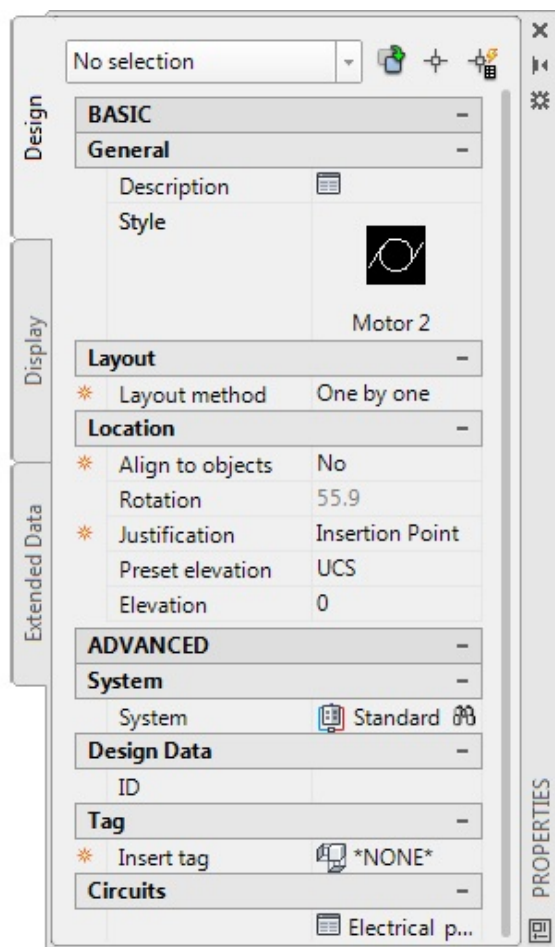 No selection
Design
BASIC
General
Description
Style
Motor 2
Display
Layout
Layout method One by one
Location
Align to objects No
Rotation 55.9
Justification Insertion Point
Preset elevation UCS
Elevation 0
Extended Data
ADVANCED
System
System Standard
Design Data
ID
Tag
Insert tag *NONE*
Circuits
Electrical p...
PROPERTIES